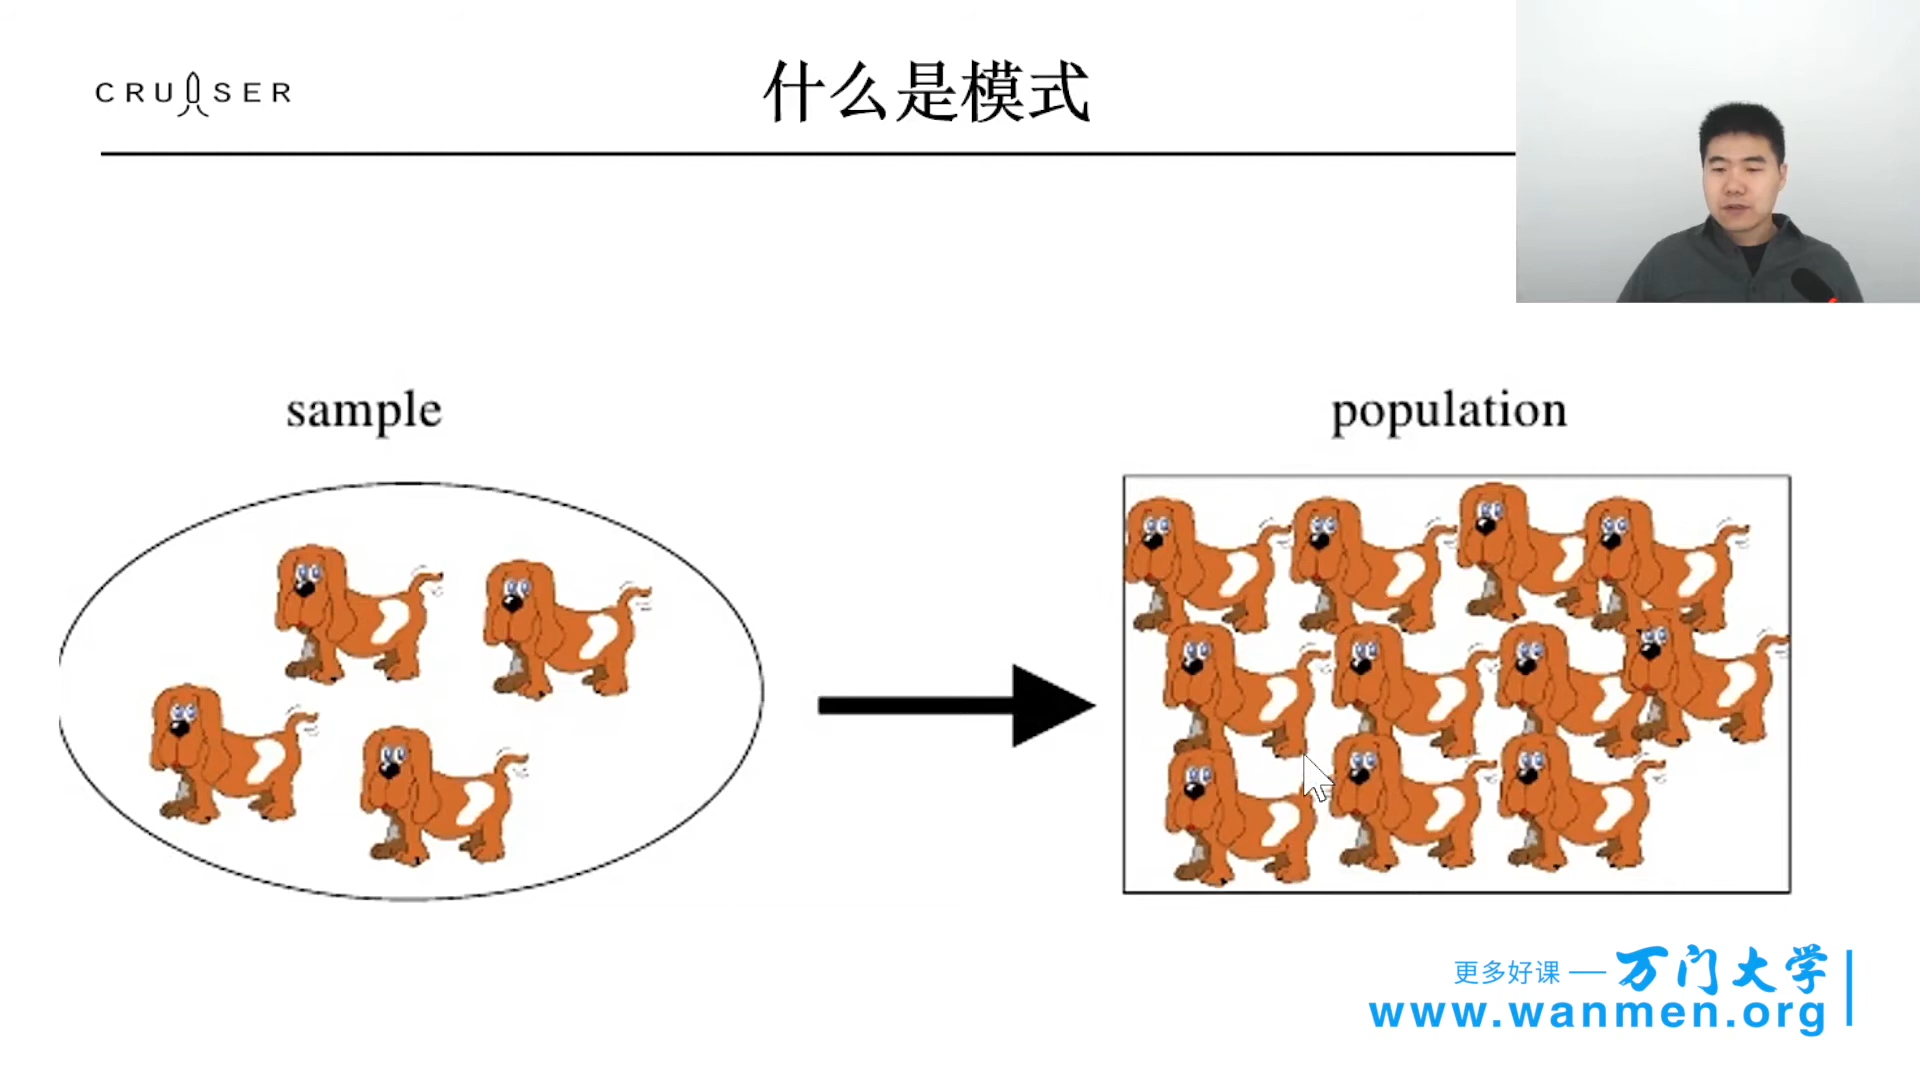 CRUISER
什么是模式
sample
population
更多好课 — 万门大学
www.wanmen.org